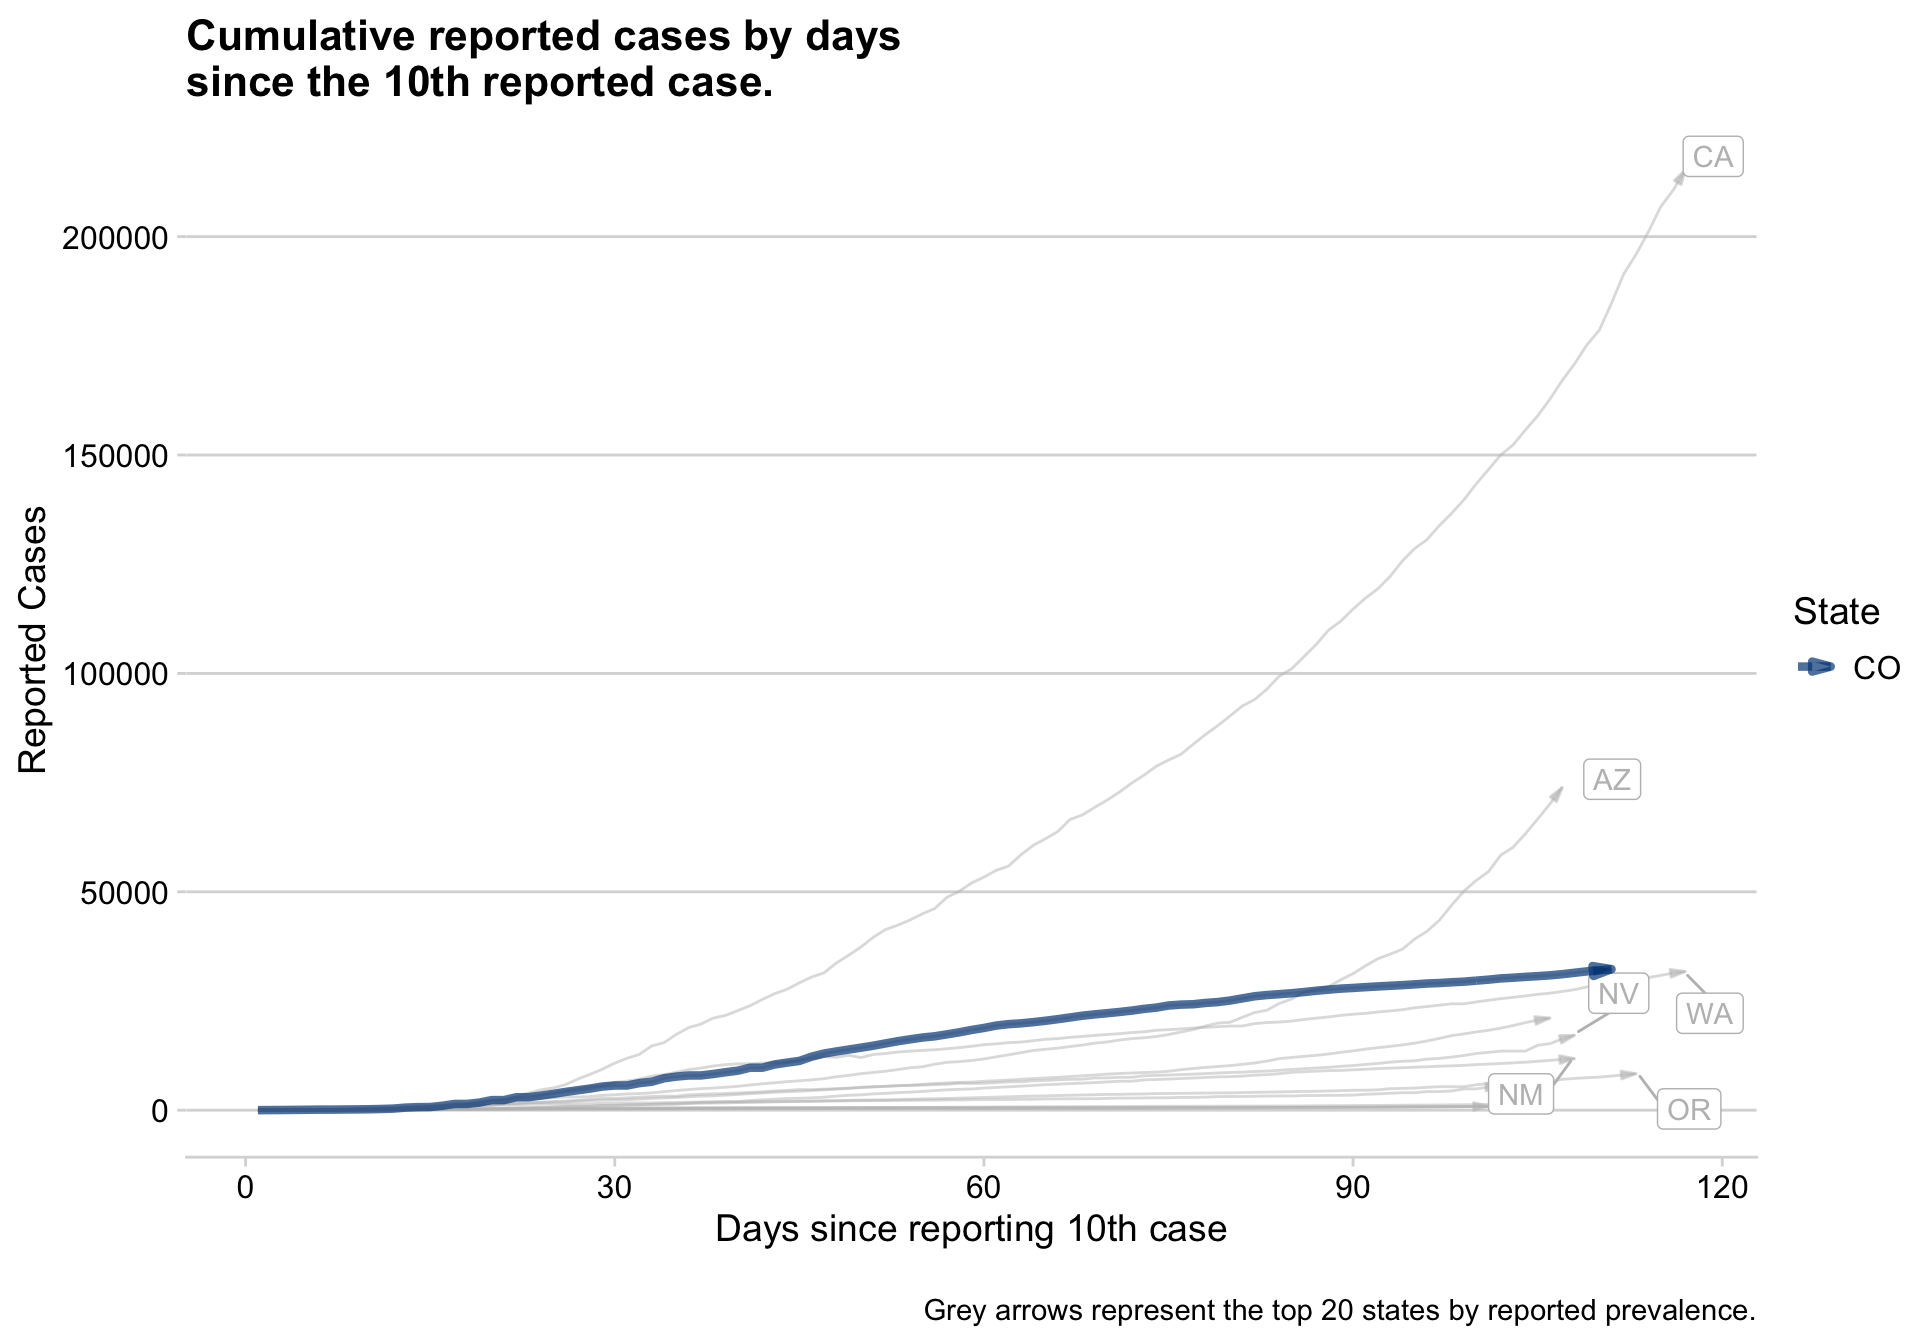 Cumulative reported cases by days
since the 10th reported case.
CA
200000
150000
Reported Cases
State
100000
CO
AZ
50000
NV
WA
NM
OR
0
0 30 60 90 120
Days since reporting 10th case
Grey arrows represent the top 20 states by reported prevalence.